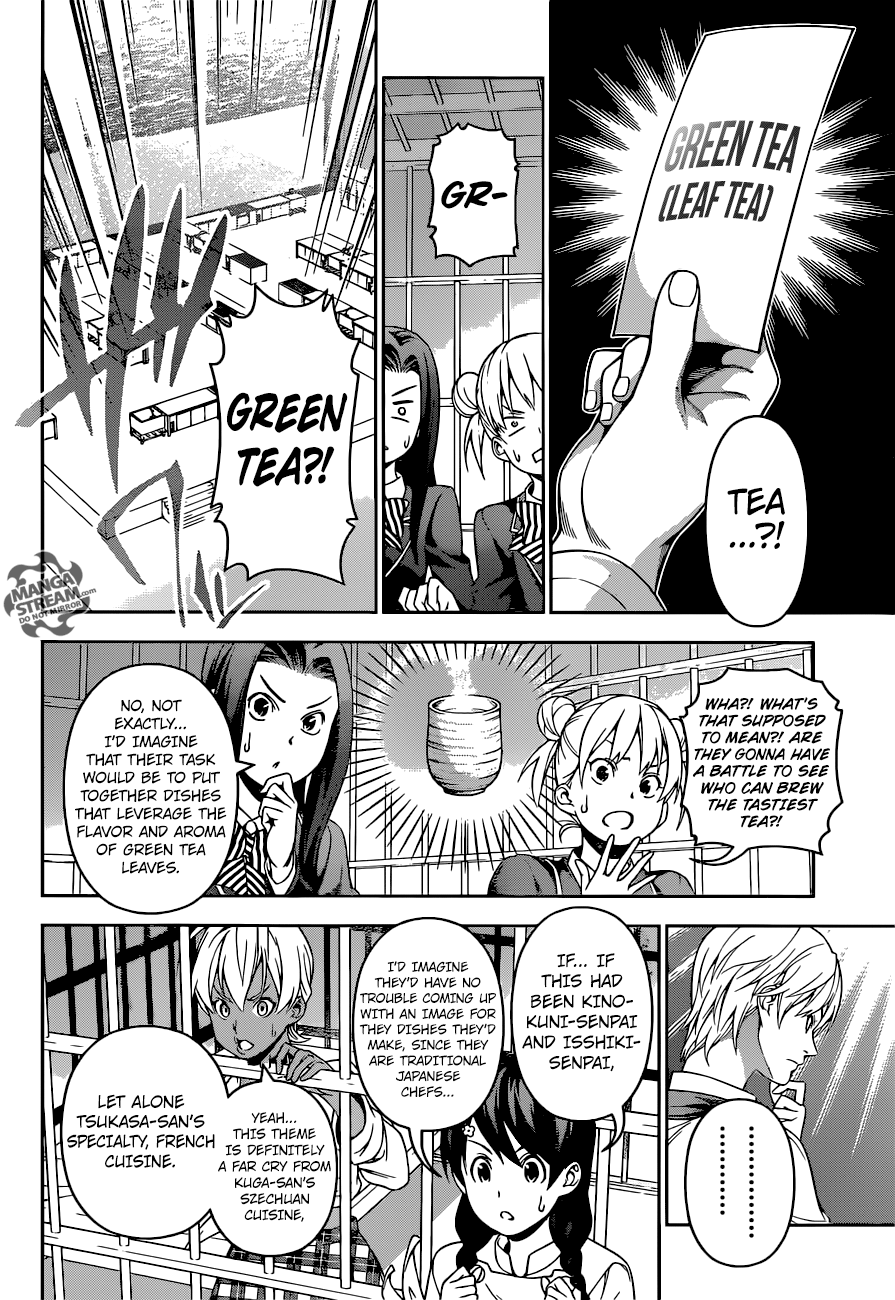 GREEN TEA
(LEAF TEA)
TEA
...?!
GR-
GREEN
TEA?!
MANGA
STREAM.com
DO NOT MIRROR
WHA?! WHAT'S
THAT SUPPOSED
TO MEAN?! ARE
THEY GONNA HAVE
A BATTLE TO SEE
WHO CAN BREW
THE TASTIEST
TEA?!
NO, NOT
EXACTLY...
I'D IMAGINE
THAT THEIR TASK
WOULD BE TO PUT
TOGETHER DISHES
THAT LEVERAGE THE
FLAVOR AND AROMA
OF GREEN TEA
LEAVES.
.........
.........
IF... IF
THIS HAD
BEEN KINO-
KUNI-SENPAI
AND ISSHIKI-
SENPAI,
I'D IMAGINE
THEY'D HAVE NO
TROUBLE COMING UP
WITH AN IMAGE FOR
THEY DISHES THEY'D
MAKE, SINCE THEY
ARE TRADITIONAL
JAPANESE
CHEFS...
YEAH...
THIS THEME
IS DEFINITELY
A FAR CRY FROM
KUGA-SAN'S
SZECHUAN
CUISINE,
LET ALONE
TSUKASA-SAN'S
SPECIALTY, FRENCH
CUISINE.